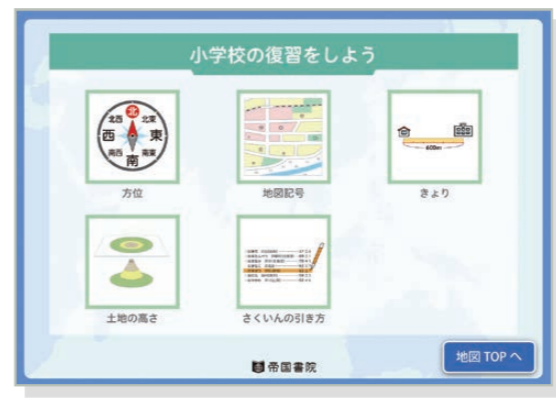 小学校の復習をしよう
北
北西
北東
西
東
南西
南東
南
600m
方位
地図記号
きょり
土地の高さ
さくいんの引き方
帝国書院
地図 TOP へ